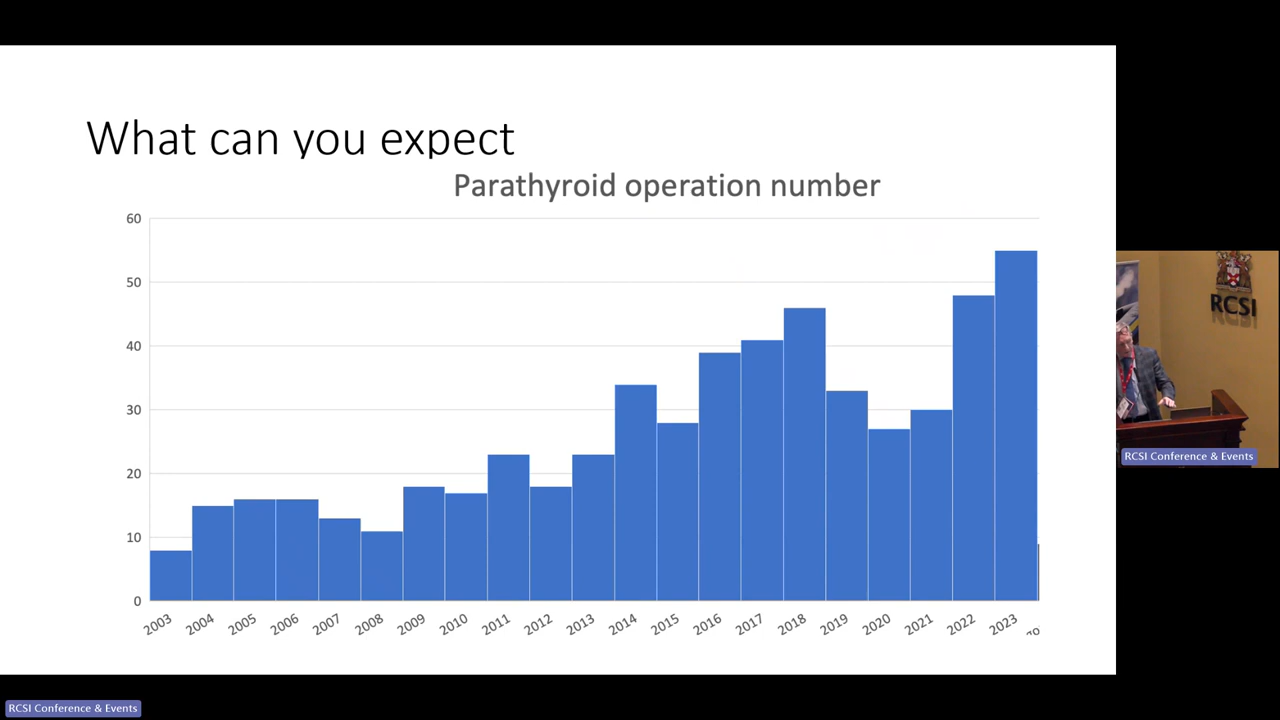 What can you expect
Parathyroid operation number
60
50
40
30
20
10
0
2003 2004 2005 2006 2007 2008 2009 2010 2011 2012 2013 2014 2015 2016 2017 2018 2019 2020 2021 2022 2023
RCSI
RCSI Conference & Events
RCSI Conference & Events